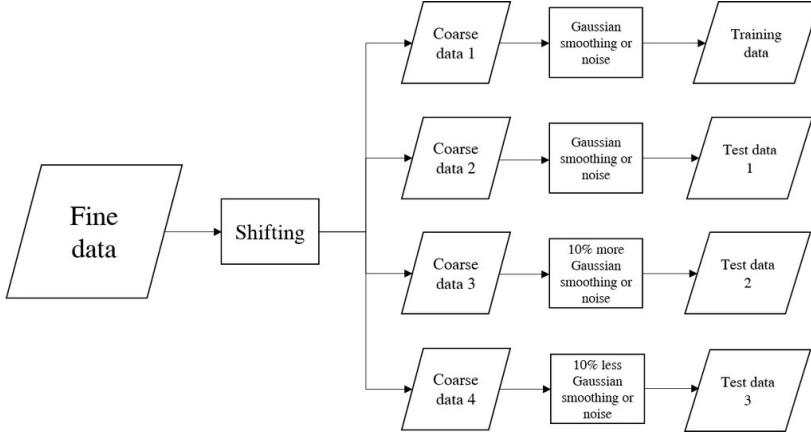 Fine
data
Shifting
Coarse
data 1
Gaussian
smoothing or
noise
Training
data
Coarse
data 2
Gaussian
smoothing or
noise
Test data
1
Coarse
data 3
10% more
Gaussian
smoothing or
noise
Test data
2
Coarse
data 4
10% less
Gaussian
smoothing or
noise
Test data
3